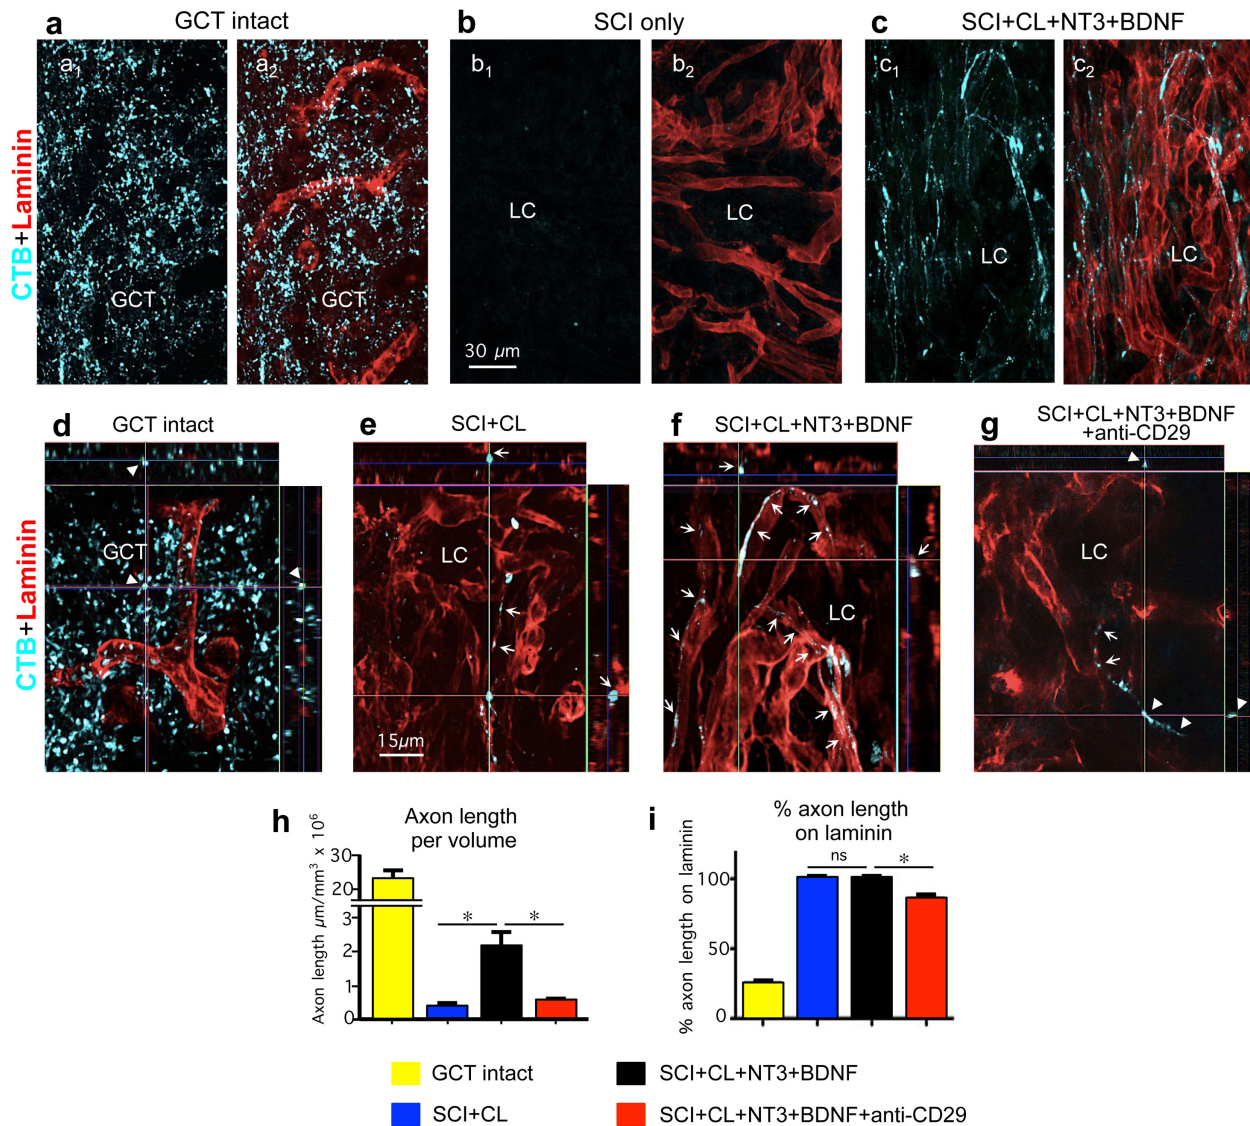 a GCT intact
b SCI only
c SCI+CL+NT3+BDNF
CTB+Laminin
a1
GCT
a2
GCT
b1
LC
30 µm
b2
LC
c1
LC
c2
LC
d GCT intact
e SCI+CL
f SCI+CL+NT3+BDNF
g SCI+CL+NT3+BDNF
+anti-CD29
CTB+Laminin
GCT
LC
15µm
LC
LC
h Axon length
per volume
Axon length µm/mm³ x 10⁶
30
20
3
2
1
0
*
*
i % axon length
on laminin
% axon length on laminin
100
50
0
ns
*
GCT intact
SCI+CL
SCI+CL+NT3+BDNF
SCI+CL+NT3+BDNF+anti-CD29